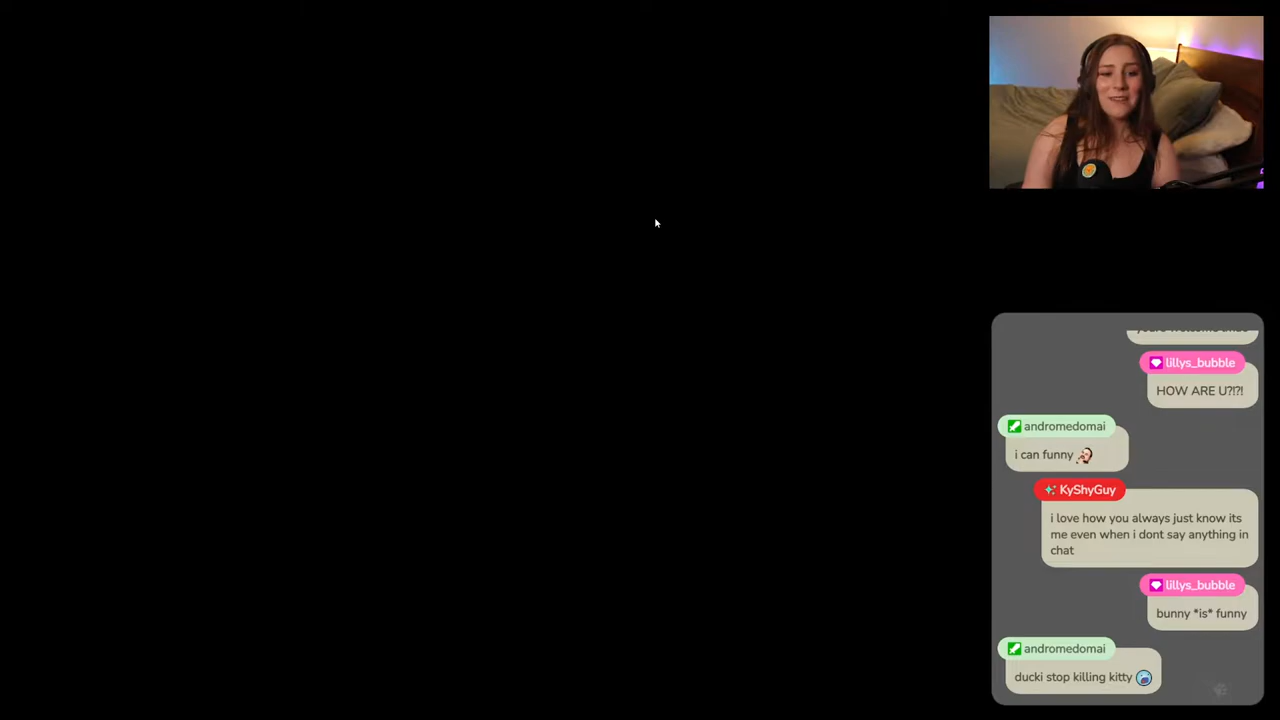 lillys_bubble
HOW ARE U?!?!
andromedomai
i can funny
KyShyGuy
i love how you always just know its
me even when i dont say anything in
chat
lillys_bubble
bunny *is* funny
andromedomai
ducki stop killing kitty